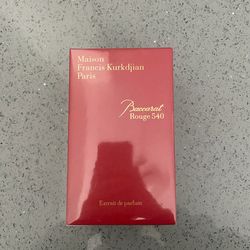 Maison
Francis Kurkdjian
Paris
Baccarat
Rouge 540
Extrait de parfum